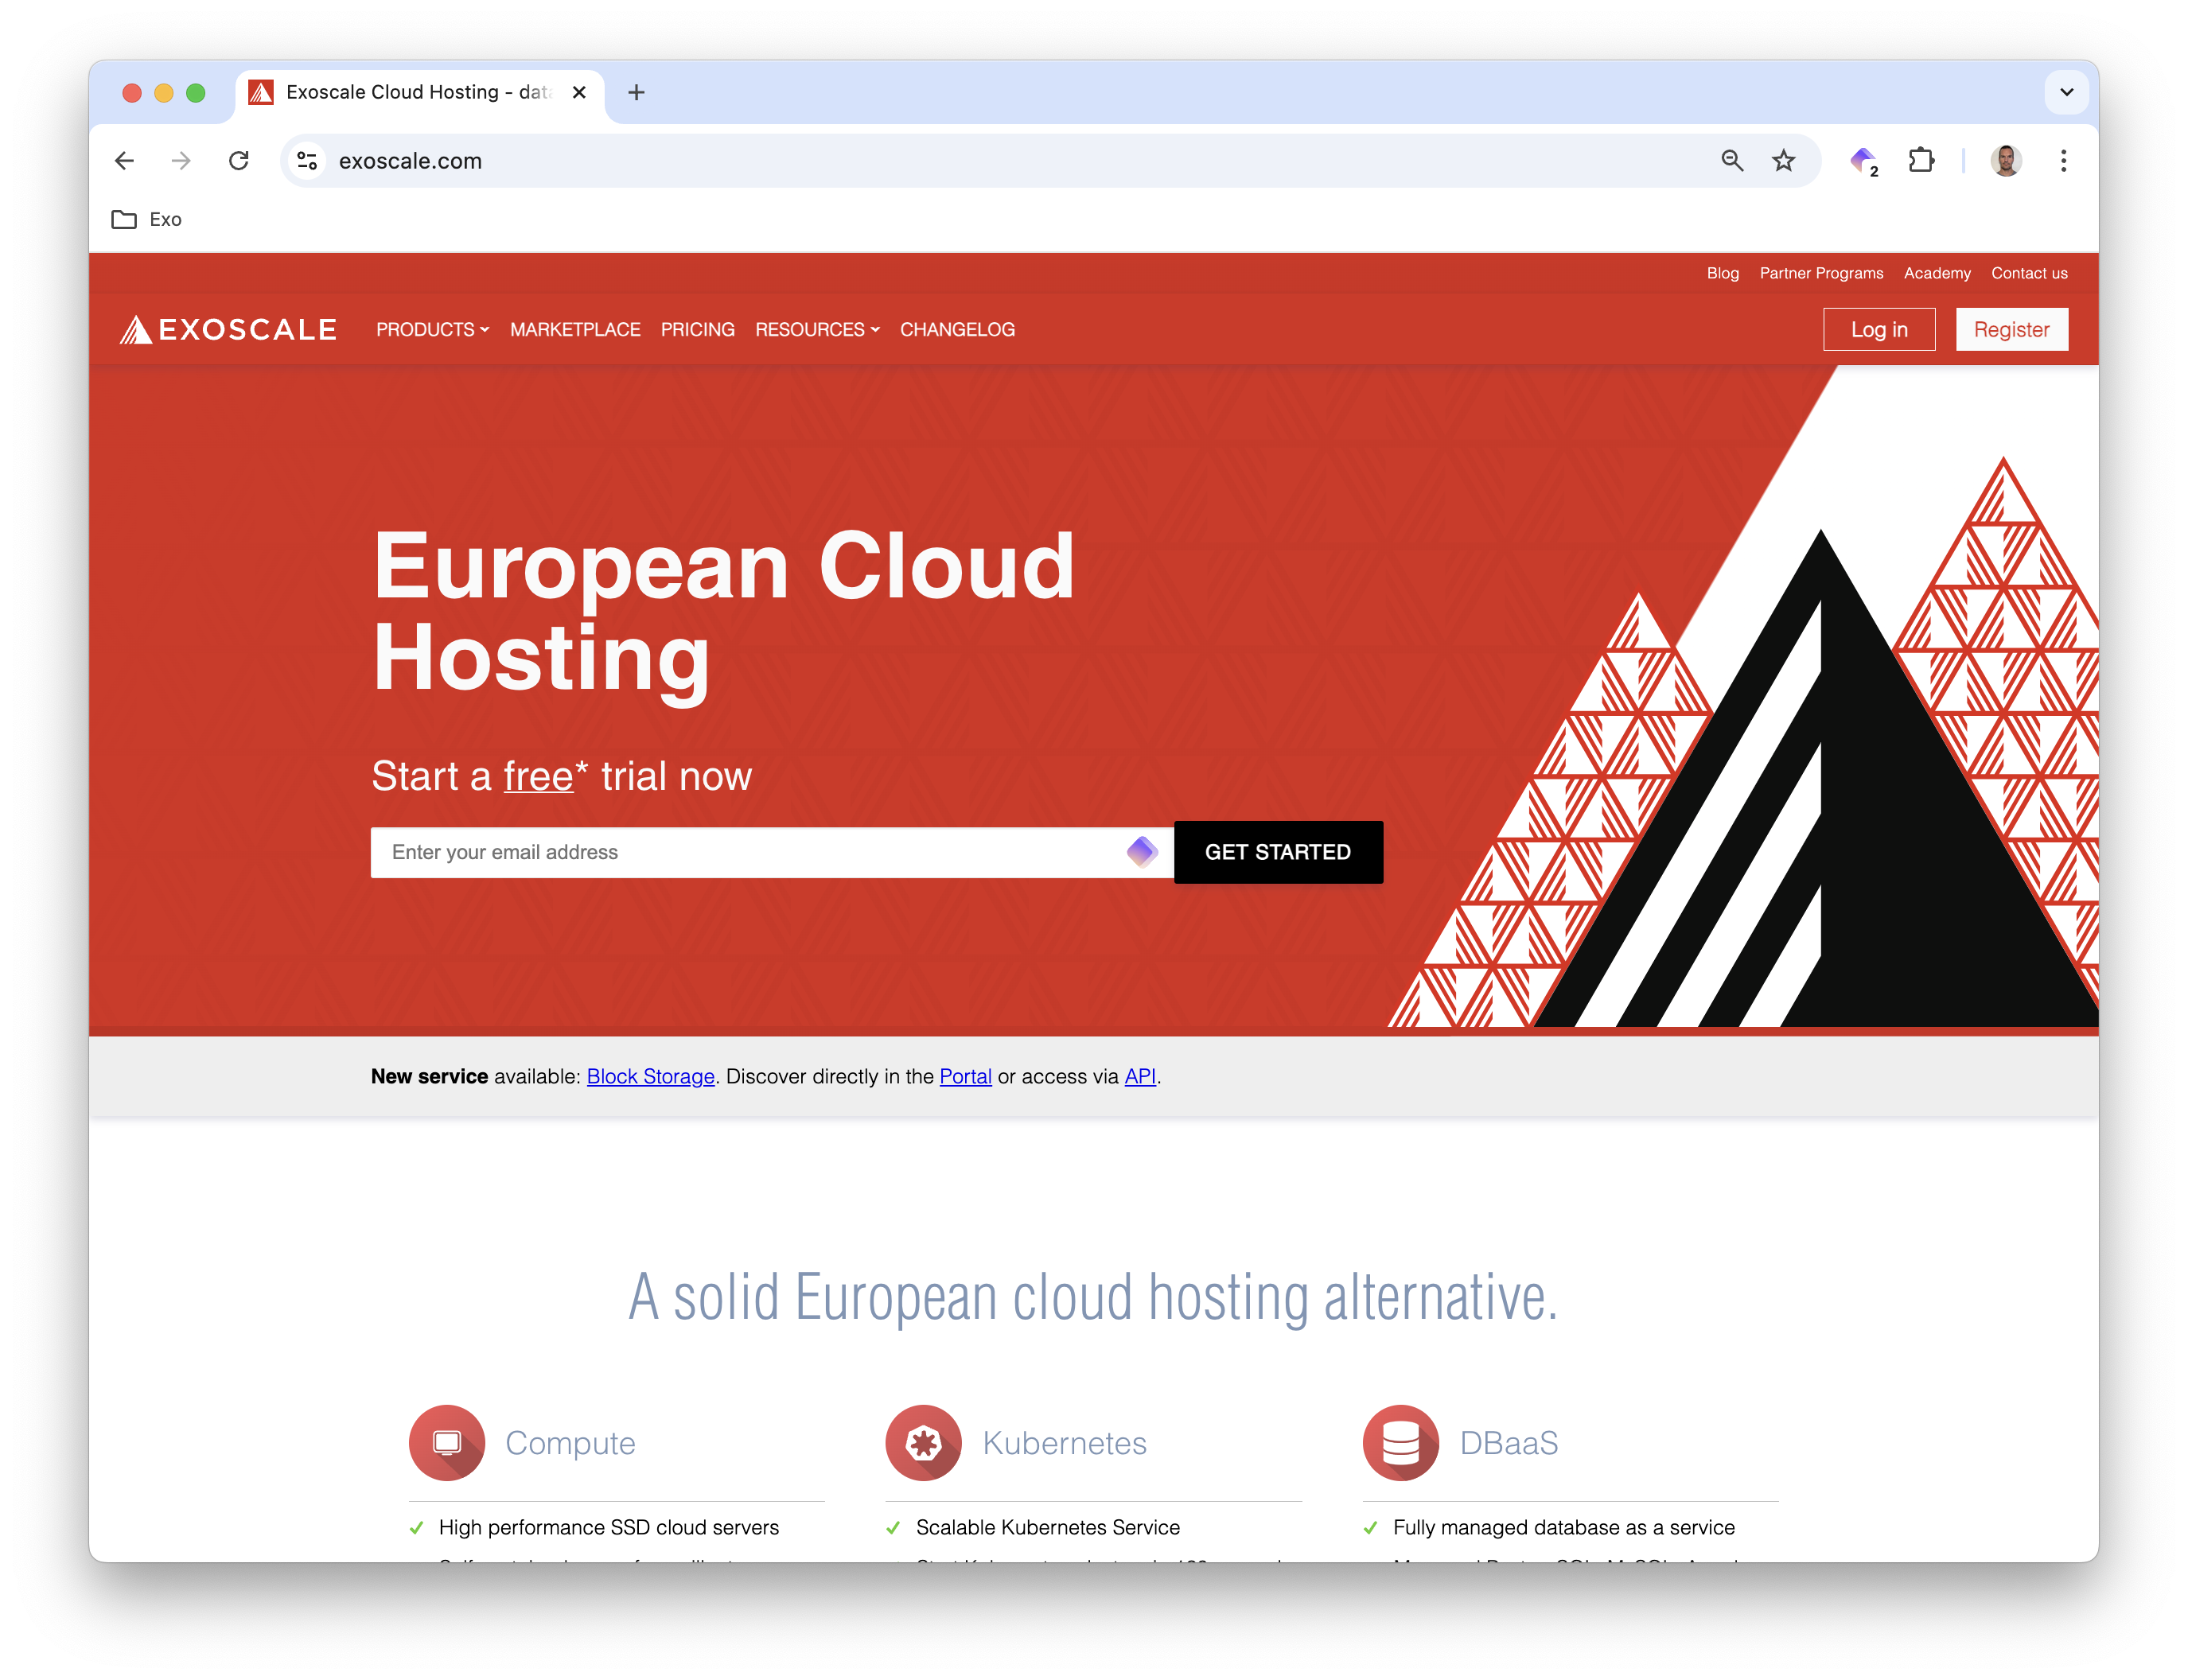 Exoscale Cloud Hosting - dat
exoscale.com
2
Exo
Blog Partner Programs Academy Contact us
EXOSCALE PRODUCTS MARKETPLACE PRICING RESOURCES CHANGELOG Log in Register
European Cloud
Hosting
Start a free* trial now
Enter your email address GET STARTED
New service available: Block Storage. Discover directly in the Portal or access via API.
A solid European cloud hosting alternative.
Compute Kubernetes DBaaS
High performance SSD cloud servers Scalable Kubernetes Service Fully managed database as a service